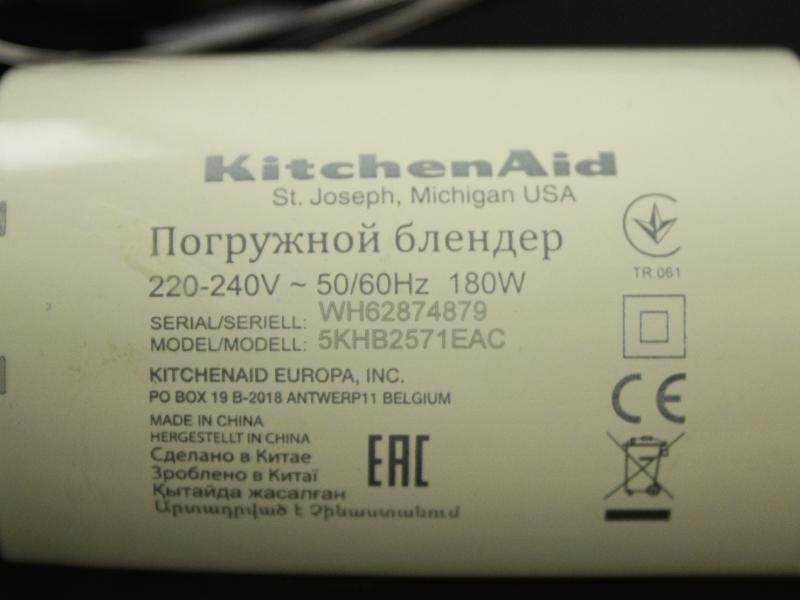 KitchenAid
St. Joseph, Michigan USA
Погружной блендер
220-240V ~ 50/60Hz 180W
SERIAL/SERIELL: WH62874879
MODEL/MODELL: 5KHB2571EAC
KITCHENAID EUROPA, INC.
PO BOX 19 B-2018 ANTWERP11 BELGIUM
MADE IN CHINA
HERGESTELLT IN CHINA
Сделано в Китае
Зроблено в Китаї
Қытайда жасалған
Արտադրված է Չինաստանում
EAC
TR.061
CE